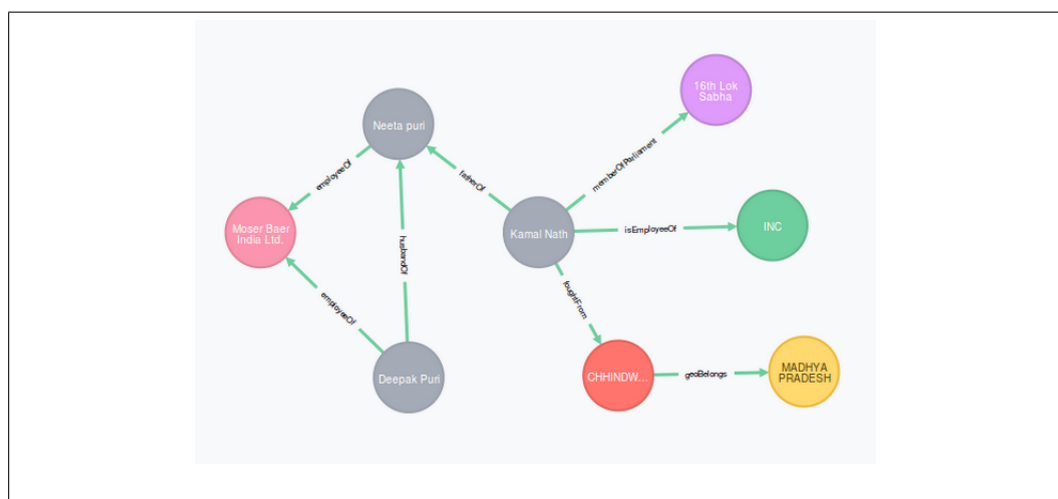 16th Lok
Sabha
Neeta puri
employeeOf
fatherOf
memberOfParliament
Moser Baer
India Ltd.
husbandOf
Kamal Nath
isEmployeeOf
INC
employeeOf
foughtFrom
Deepak Puri
CHHINDW...
geoBelongs
MADHYA
PRADESH